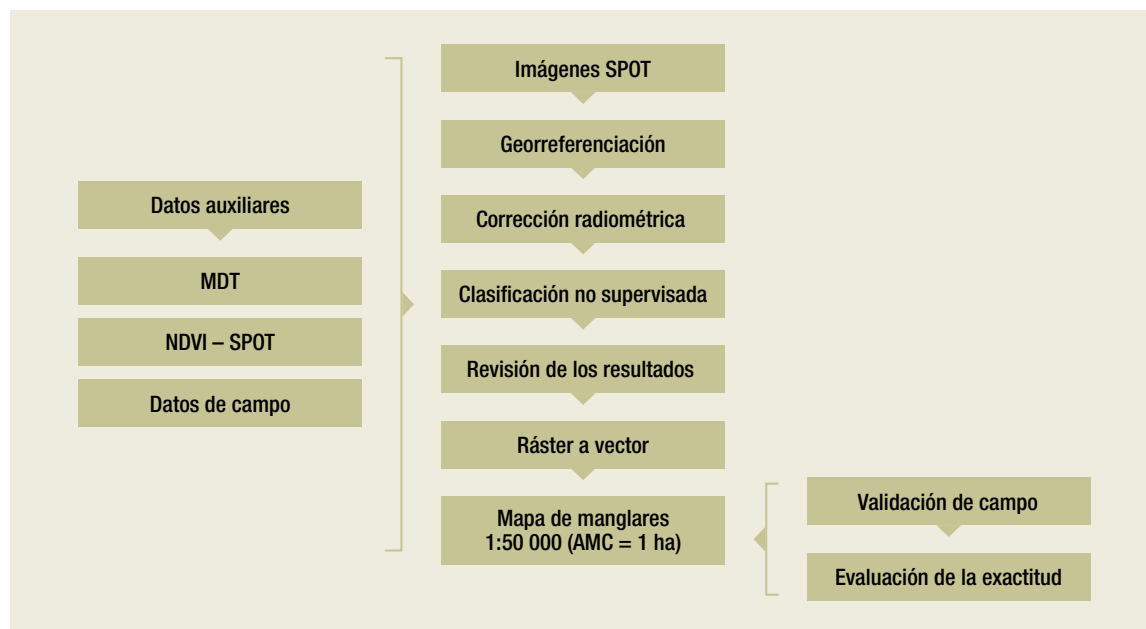 Datos auxiliares
MDT
NDVI – SPOT
Datos de campo
Imágenes SPOT
Georreferenciación
Corrección radiométrica
Clasificación no supervisada
Revisión de los resultados
Ráster a vector
Mapa de manglares
1:50 000 (AMC = 1 ha)
Validación de campo
Evaluación de la exactitud